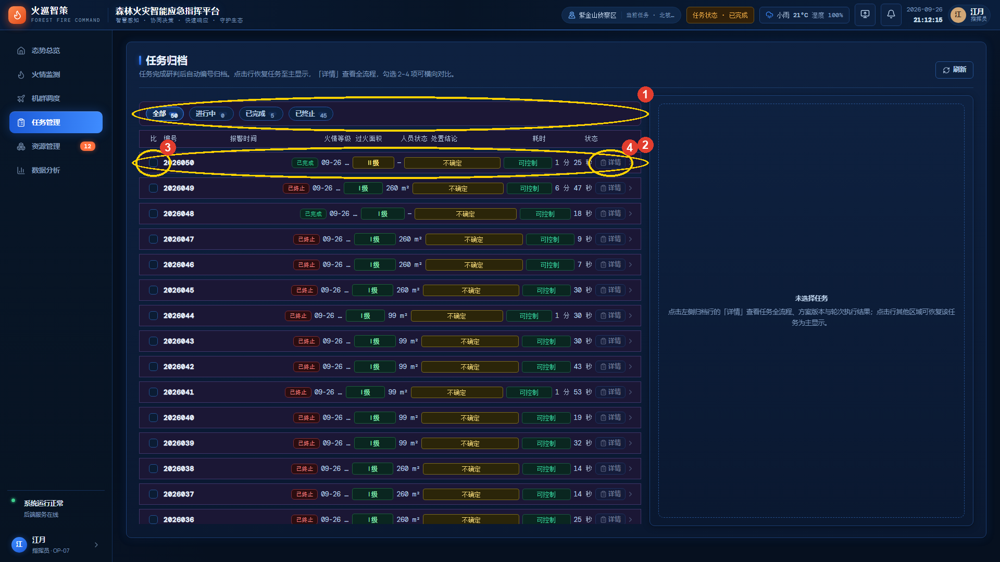 火巡智策
FOREST FIRE COMMAND
森林火灾智能应急指挥平台
智慧感知 · 协同决策 · 快速响应 · 守护生态
紫金山侦察区 当前任务 · 北坡…
任务状态 · 已完成
小雨 21°C 湿度 100%
2026-09-26
21:12:15
江
江月
指挥员
态势总览
火情监测
机群调度
任务管理
资源管理 12
数据分析
系统运行正常
后端服务在线
江
江月
指挥员 · OP-07
任务归档
任务完成研判后自动编号归档。点击行恢复任务至主显示，「详情」查看全流程，勾选 2-4 项可横向对比。
刷新
1
全部 50 进行中 0 已完成 5 已终止 45
比 编号 报警时间 火情等级 过火面积 人员状态 处置结论 耗时 状态
3 4 2
2026050 已完成 09-26 … II级 — 不确定 可控制 1 分 25 秒 详情
2026049 已终止 09-26 … I级 260 m² 不确定 可控制 6 分 47 秒 详情
2026048 已完成 09-26 … I级 — 不确定 可控制 18 秒 详情
2026047 已终止 09-26 … I级 260 m² 不确定 可控制 9 秒 详情
2026046 已终止 09-26 … I级 260 m² 不确定 可控制 7 秒 详情
2026045 已终止 09-26 … I级 260 m² 不确定 可控制 30 秒 详情
2026044 已终止 09-26 … I级 99 m² 不确定 可控制 1 分 30 秒 详情
2026043 已终止 09-26 … I级 99 m² 不确定 可控制 30 秒 详情
2026042 已终止 09-26 … I级 99 m² 不确定 可控制 43 秒 详情
2026041 已终止 09-26 … I级 99 m² 不确定 可控制 1 分 53 秒 详情
2026040 已终止 09-26 … I级 99 m² 不确定 可控制 19 秒 详情
2026039 已终止 09-26 … I级 99 m² 不确定 可控制 32 秒 详情
2026038 已终止 09-26 … I级 260 m² 不确定 可控制 14 秒 详情
2026037 已终止 09-26 … I级 260 m² 不确定 可控制 14 秒 详情
2026036 已终止 09-26 … I级 260 m² 不确定 可控制 25 秒 详情
未选择任务
点击左侧归档行的「详情」查看任务全流程、方案版本与轮次执行结果；点击行其他区域可恢复该任
务为主显示。